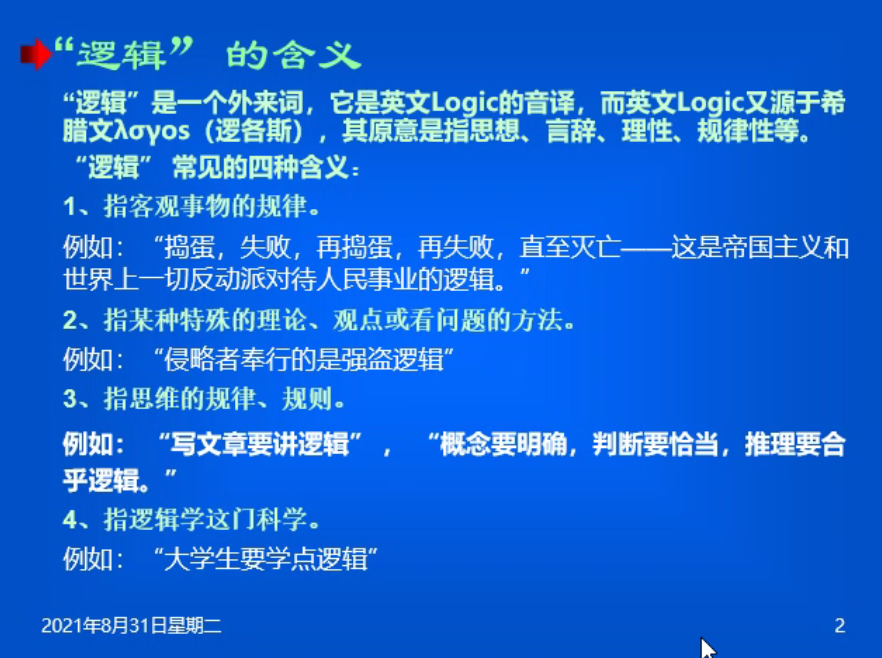 “逻辑” 的含义
“逻辑”是一个外来词，它是英文Logic的音译，而英文Logic又源于希
腊文λσγos（逻各斯），其原意是指思想、言辞、理性、规律性等。
“逻辑” 常见的四种含义：
1、指客观事物的规律。
例如：“捣蛋，失败，再捣蛋，再失败，直至灭亡——这是帝国主义和
世界上一切反动派对待人民事业的逻辑。”
2、指某种特殊的理论、观点或看问题的方法。
例如：“侵略者奉行的是强盗逻辑”
3、指思维的规律、规则。
例如： “写文章要讲逻辑” ， “概念要明确，判断要恰当，推理要合
乎逻辑。”
4、指逻辑学这门科学。
例如：“大学生要学点逻辑”
2021年8月31日星期二
2